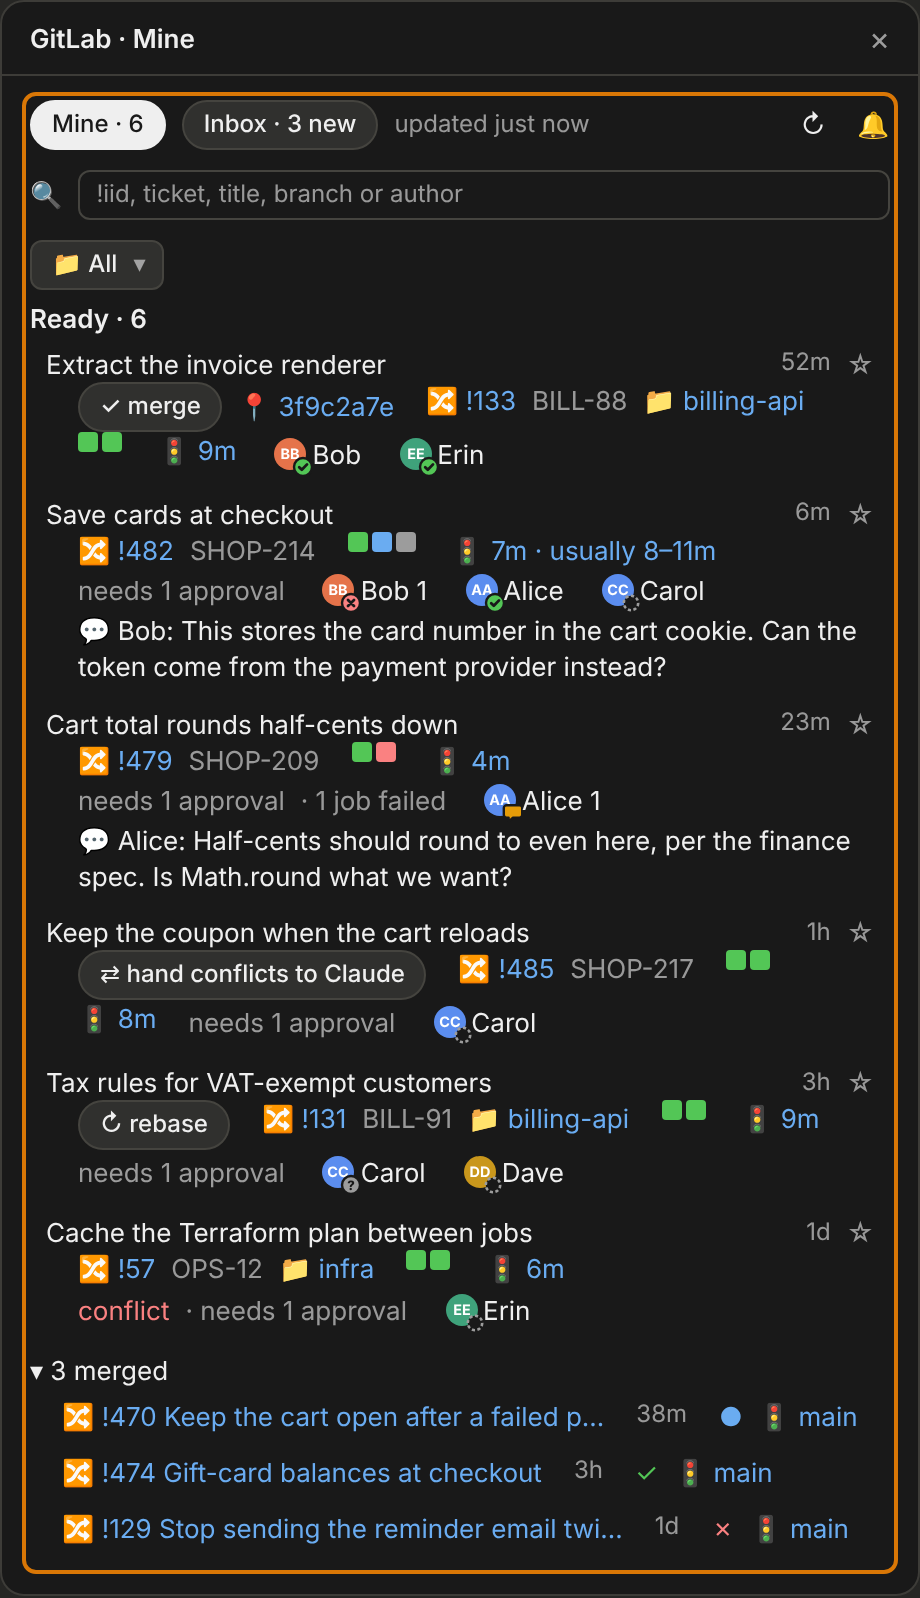 GitLab · Mine ×
Mine · 6 Inbox · 3 new updated just now ↻ 🔔
🔍 !iid, ticket, title, branch or author
📁 All ▾
Ready · 6
Extract the invoice renderer 52m ☆
✓ merge 📍 3f9c2a7e 🔀 !133 BILL-88 📁 billing-api
🚦 9m BB Bob EE Erin
Save cards at checkout 6m ☆
🔀 !482 SHOP-214 🚦 7m · usually 8–11m
needs 1 approval BB Bob 1 AA Alice CC Carol
💬 Bob: This stores the card number in the cart cookie. Can the
token come from the payment provider instead?
Cart total rounds half-cents down 23m ☆
🔀 !479 SHOP-209 🚦 4m
needs 1 approval · 1 job failed AA Alice 1
💬 Alice: Half-cents should round to even here, per the finance
spec. Is Math.round what we want?
Keep the coupon when the cart reloads 1h ☆
⇄ hand conflicts to Claude 🔀 !485 SHOP-217
🚦 8m needs 1 approval CC Carol
Tax rules for VAT-exempt customers 3h ☆
↻ rebase 🔀 !131 BILL-91 📁 billing-api 🚦 9m
needs 1 approval CC ? Carol DD Dave
Cache the Terraform plan between jobs 1d ☆
🔀 !57 OPS-12 📁 infra 🚦 6m
conflict · needs 1 approval EE Erin
▾ 3 merged
🔀 !470 Keep the cart open after a failed p... 38m 🚦 main
🔀 !474 Gift-card balances at checkout 3h ✓ 🚦 main
🔀 !129 Stop sending the reminder email twi... 1d × 🚦 main